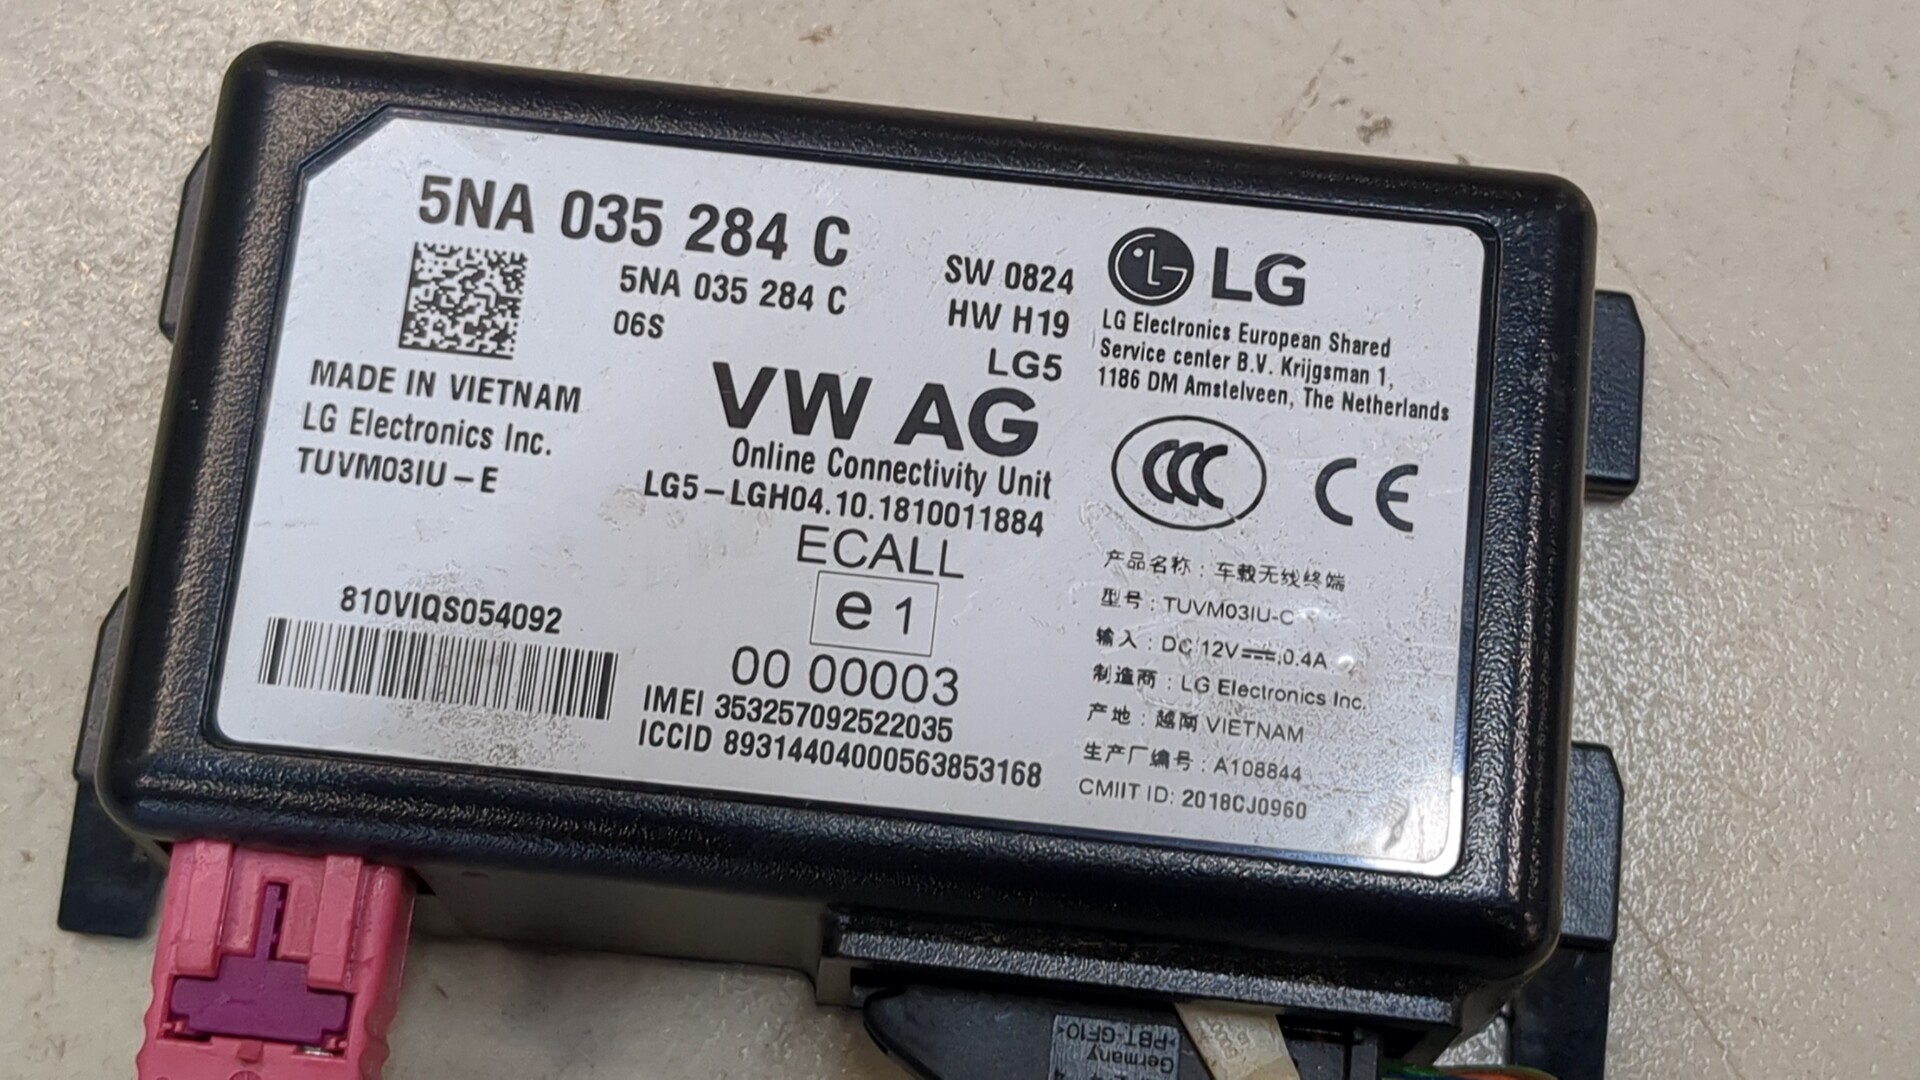 5NA 035 284 C
5NA 035 284 C
06S
SW 0824
HW H19
LG5
LG
LG Electronics European Shared
Service center B.V. Krijgsman 1,
1186 DM Amstelveen, The Netherlands
MADE IN VIETNAM
LG Electronics Inc.
TUVM03IU-E
VW AG
Online Connectivity Unit
LG5-LGH04.10.1810011884
ECALL
e1
00 00003
IMEI 353257092522035
ICCID 89314404000563853168
810VIQS054092
CCC CE
产品名称：车载无线终端
型号：TUVM03IU-C
输入：DC 12V⎓,0.4A
制造商：LG Electronics Inc.
产地：越南 VIETNAM
生产厂编号：A108844
CMIIT ID: 2018CJ0960
>PBT-GF10<
Germany